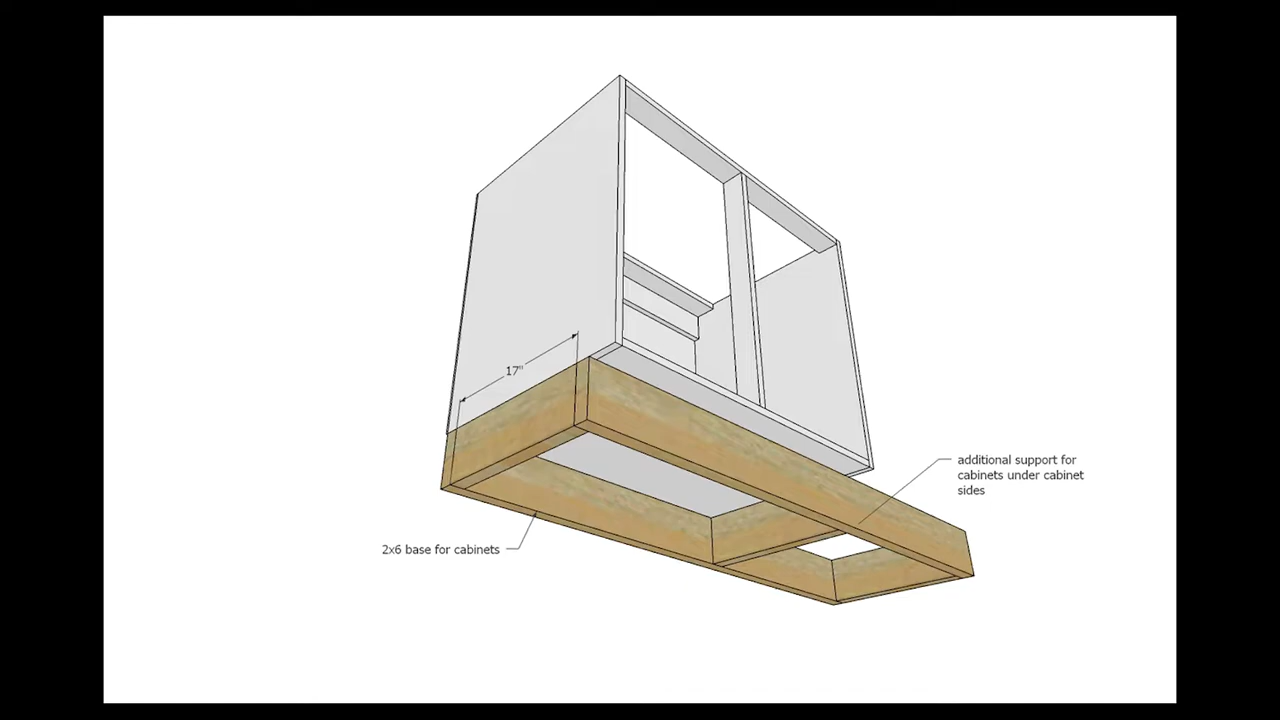 17"
additional support for
cabinets under cabinet
sides
2x6 base for cabinets